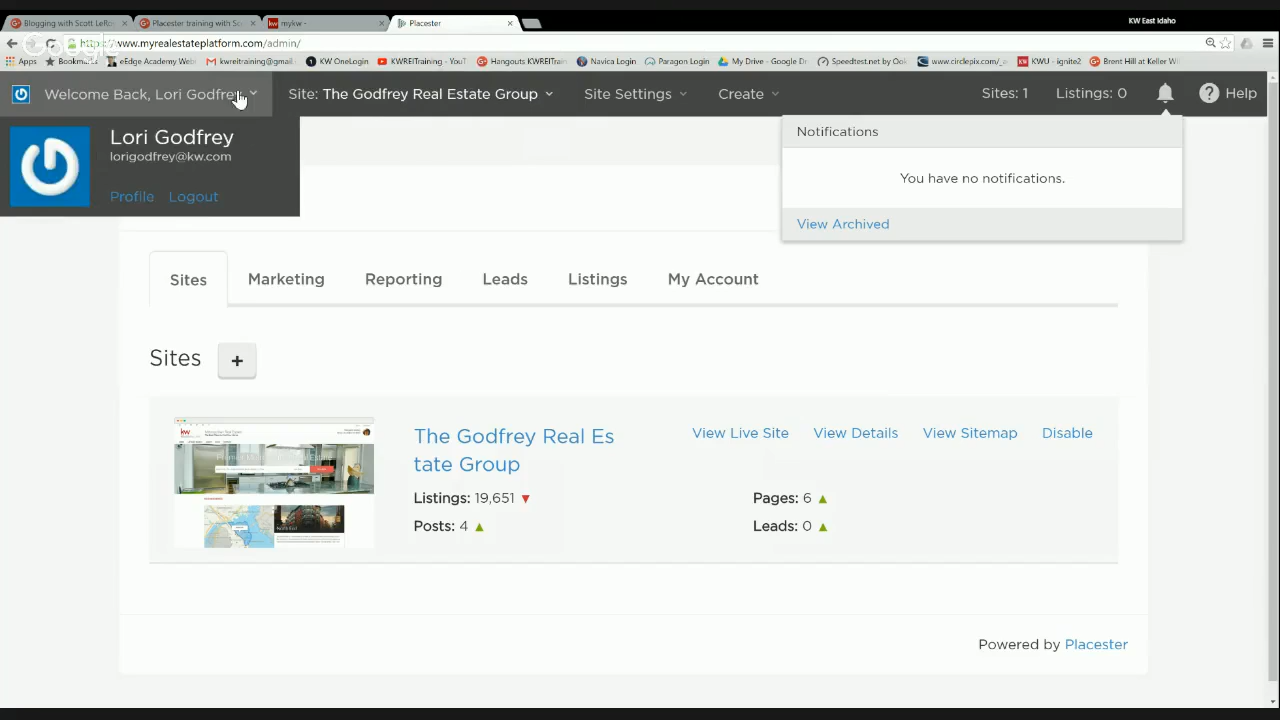 KW East Idaho
Blogging with Scott LeRo
Placester training with Sc
mykw -
Placester
https://www.myrealestateplatform.com/admin/
Google
Apps
Bookmark
eEdge Academy Web
kwreitraining@gmail
KW OneLogin
KWREITraining - YouT
Hangouts KWREITrain
Navica Login
Paragon Login
My Drive - Google Dr
Speedtest.net by Ook
www.circlepix.com/
KWU - ignite2
Brent Hill at Keller Wi
Welcome Back, Lori Godfrey
Site: The Godfrey Real Estate Group
Site Settings
Create
Sites: 1
Listings: 0
Help
Lori Godfrey
lorigodfrey@kw.com
Profile Logout
Notifications
You have no notifications.
View Archived
Sites
Marketing
Reporting
Leads
Listings
My Account
Sites +
The Godfrey Real Es
tate Group
View Live Site
View Details
View Sitemap
Disable
Listings: 19,651
Pages: 6
Posts: 4
Leads: 0
Powered by Placester